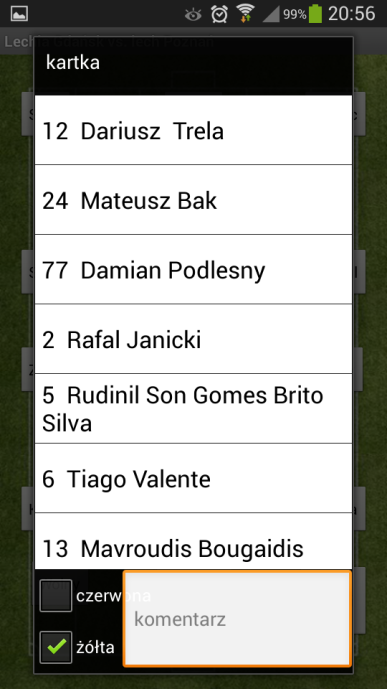 99% 20:56
kartka
12 Dariusz Trela
24 Mateusz Bak
77 Damian Podlesny
2 Rafal Janicki
5 Rudinil Son Gomes Brito
Silva
6 Tiago Valente
13 Mavroudis Bougaidis
czerwona
komentarz
żółta